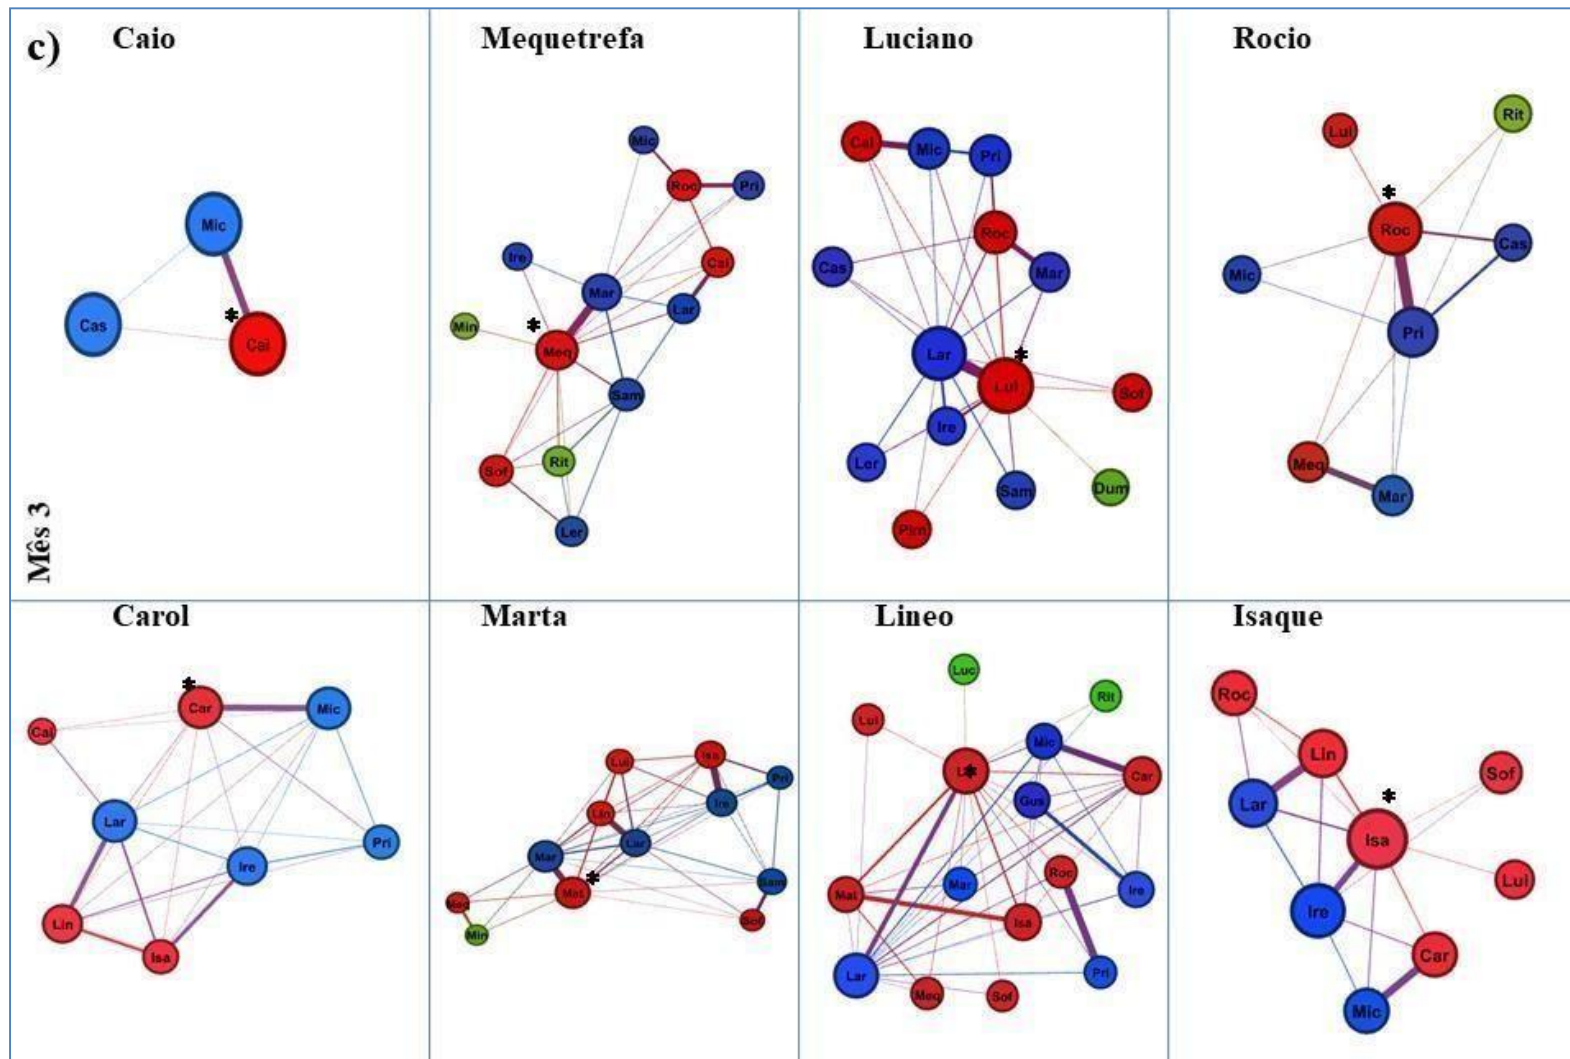 c)
Caio
Mequetrefa
Luciano
Rocio
Mês 3
Mic
Cas
Cai
Mic
Roc
Pri
Ire
Cai
Mar
Lar
Min
Meq
Sam
Sof
Rit
Ler
Cai
Mic
Pri
Roc
Cas
Mar
Lar
Lui
Sof
Ire
Ler
Sam
Dum
Pim
Rit
Lui
Roc
Cas
Mic
Pri
Meq
Mar
Carol
Marta
Lineo
Isaque
Car
Mic
Cai
Lar
Pri
Ire
Lin
Isa
Lui
Isa
Pri
Ire
Lin
Lar
Mar
Sam
Mat
Meq
Sof
Min
Luc
Rit
Lui
Mic
Car
Gus
Roc
Mar
Ire
Mat
Isa
Lar
Pri
Meq
Sof
Roc
Lin
Sof
Lar
Isa
Lui
Ire
Car
Mic